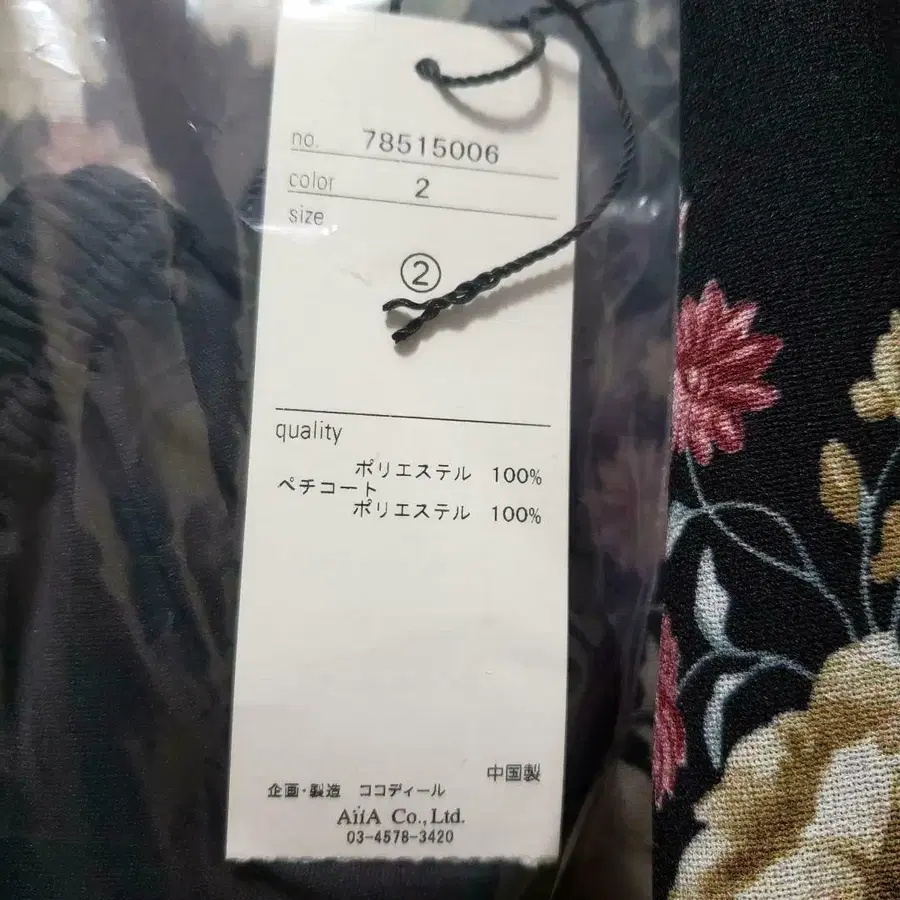 no. 78515006
color 2
size
②
quality
ポリエステル 100%
ペチコート
ポリエステル 100%
中国製
企画・製造 ココディール
AiiA Co., Ltd.
03-4578-3420